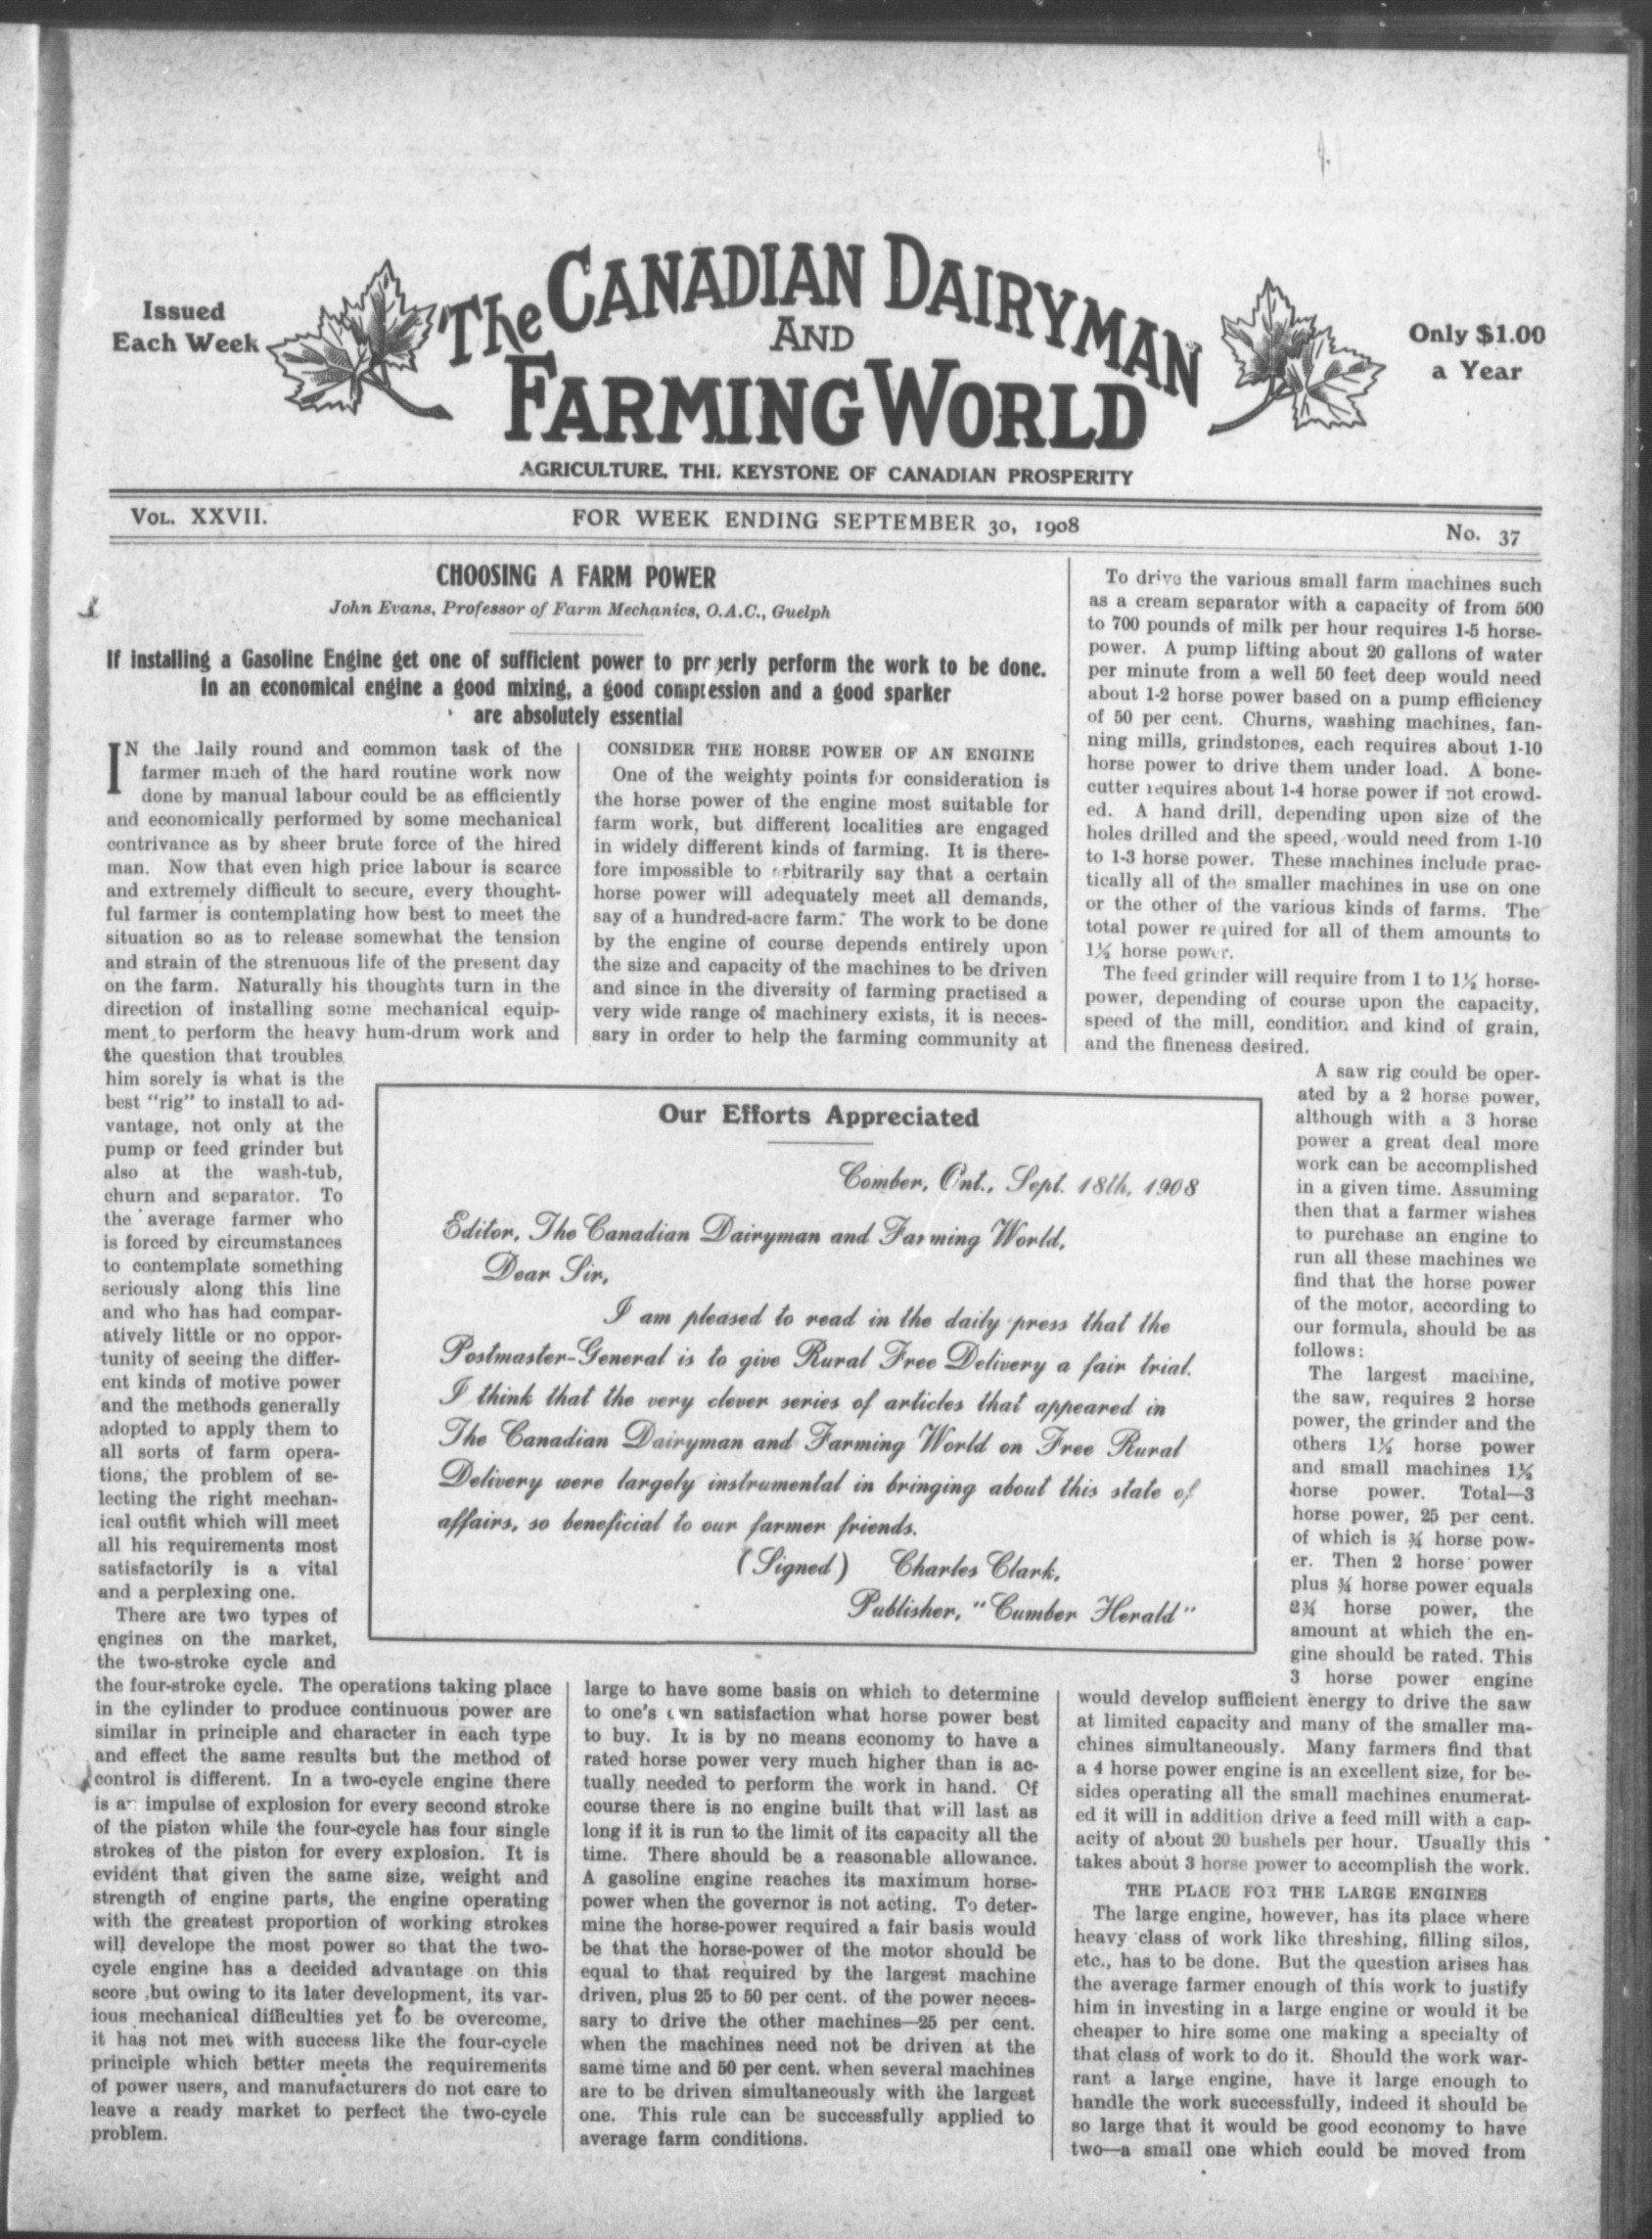 Issued
Each Week
The CANADIAN DAIRYMAN
AND
FARMING WORLD
Only $1.00
a Year
AGRICULTURE, THE KEYSTONE OF CANADIAN PROSPERITY
VOL. XXVII.
FOR WEEK ENDING SEPTEMBER 30, 1908
No. 37
CHOOSING A FARM POWER
John Evans, Professor of Farm Mechanics, O.A.C., Guelph
If installing a Gasoline Engine get one of sufficient power to properly perform the work to be done.
In an economical engine a good mixing, a good compression and a good sparker
are absolutely essential
IN the daily round and common task of the
farmer much of the hard routine work now
done by manual labour could be as efficiently
and economically performed by some mechanical
contrivance as by sheer brute force of the hired
man. Now that even high price labour is scarce
and extremely difficult to secure, every thought-
ful farmer is contemplating how best to meet the
situation so as to release somewhat the tension
and strain of the strenuous life of the present day
on the farm. Naturally his thoughts turn in the
direction of installing some mechanical equip-
ment to perform the heavy hum-drum work and
the question that troubles
him sorely is what is the
best "rig" to install to ad-
vantage, not only at the
pump or feed grinder but
also at the wash-tub,
churn and separator. To
the average farmer who
is forced by circumstances
to contemplate something
seriously along this line
and who has had compar-
atively little or no oppor-
tunity of seeing the differ-
ent kinds of motive power
and the methods generally
adopted to apply them to
all sorts of farm opera-
tions, the problem of se-
lecting the right mechan-
ical outfit which will meet
all his requirements most
satisfactorily is a vital
and a perplexing one.
There are two types of
engines on the market,
the two-stroke cycle and
the four-stroke cycle. The operations taking place
in the cylinder to produce continuous power are
similar in principle and character in each type
and effect the same results but the method of
control is different. In a two-cycle engine there
is an impulse of explosion for every second stroke
of the piston while the four-cycle has four single
strokes of the piston for every explosion. It is
evident that given the same size, weight and
strength of engine parts, the engine operating
with the greatest proportion of working strokes
will develope the most power so that the two-
cycle engine has a decided advantage on this
score ,but owing to its later development, its var-
ious mechanical difficulties yet to be overcome,
it has not met with success like the four-cycle
principle which better meets the requirements
of power users, and manufacturers do not care to
leave a ready market to perfect the two-cycle
problem.
CONSIDER THE HORSE POWER OF AN ENGINE
One of the weighty points for consideration is
the horse power of the engine most suitable for
farm work, but different localities are engaged
in widely different kinds of farming. It is there-
fore impossible to arbitrarily say that a certain
horse power will adequately meet all demands,
say of a hundred-acre farm. The work to be done
by the engine of course depends entirely upon
the size and capacity of the machines to be driven
and since in the diversity of farming practised a
very wide range of machinery exists, it is neces-
sary in order to help the farming community at
Our Efforts Appreciated
Comber, Ont., Sept. 18th, 1908
Editor, The Canadian Dairyman and Farming World,
Dear Sir,
I am pleased to read in the daily press that the
Postmaster-General is to give Rural Free Delivery a fair trial.
I think that the very clever series of articles that appeared in
The Canadian Dairyman and Farming World on Free Rural
Delivery were largely instrumental in bringing about this state of
affairs, so beneficial to our farmer friends.
(Signed) Charles Clark,
Publisher, "Cumber Herald"
large to have some basis on which to determine
to one's own satisfaction what horse power best
to buy. It is by no means economy to have a
rated horse power very much higher than is ac-
tually needed to perform the work in hand. Of
course there is no engine built that will last as
long if it is run to the limit of its capacity all the
time. There should be a reasonable allowance.
A gasoline engine reaches its maximum horse-
power when the governor is not acting. To deter-
mine the horse-power required a fair basis would
be that the horse-power of the motor should be
equal to that required by the largest machine
driven, plus 25 to 50 per cent. of the power neces-
sary to drive the other machines—25 per cent.
when the machines need not be driven at the
same time and 50 per cent. when several machines
are to be driven simultaneously with the largest
one. This rule can be successfully applied to
average farm conditions.
To drive the various small farm machines such
as a cream separator with a capacity of from 500
to 700 pounds of milk per hour requires 1-5 horse-
power. A pump lifting about 20 gallons of water
per minute from a well 50 feet deep would need
about 1-2 horse power based on a pump efficiency
of 50 per cent. Churns, washing machines, fan-
ning mills, grindstones, each requires about 1-10
horse power to drive them under load. A bone-
cutter requires about 1-4 horse power if not crowd-
ed. A hand drill, depending upon size of the
holes drilled and the speed, would need from 1-10
to 1-3 horse power. These machines include prac-
tically all of the smaller machines in use on one
or the other of the various kinds of farms. The
total power required for all of them amounts to
1½ horse power.
The feed grinder will require from 1 to 1½ horse-
power, depending of course upon the capacity,
speed of the mill, condition and kind of grain,
and the fineness desired.
A saw rig could be oper-
ated by a 2 horse power,
although with a 3 horse
power a great deal more
work can be accomplished
in a given time. Assuming
then that a farmer wishes
to purchase an engine to
run all these machines we
find that the horse power
of the motor, according to
our formula, should be as
follows:
The largest machine,
the saw, requires 2 horse
power, the grinder and the
others 1½ horse power
and small machines 1½
horse power. Total—3
horse power, 25 per cent.
of which is ¾ horse pow-
er. Then 2 horse power
plus ¾ horse power equals
2¾ horse power, the
amount at which the en-
gine should be rated. This
3 horse power engine
would develop sufficient energy to drive the saw
at limited capacity and many of the smaller ma-
chines simultaneously. Many farmers find that
a 4 horse power engine is an excellent size, for be-
sides operating all the small machines enumerat-
ed it will in addition drive a feed mill with a cap-
acity of about 20 bushels per hour. Usually this
takes about 3 horse power to accomplish the work.
THE PLACE FOR THE LARGE ENGINES
The large engine, however, has its place where
heavy class of work like threshing, filling silos,
etc., has to be done. But the question arises has
the average farmer enough of this work to justify
him in investing in a large engine or would it be
cheaper to hire some one making a specialty of
that class of work to do it. Should the work war-
rant a large engine, have it large enough to
handle the work successfully, indeed it should be
so large that it would be good economy to have
two—a small one which could be moved from